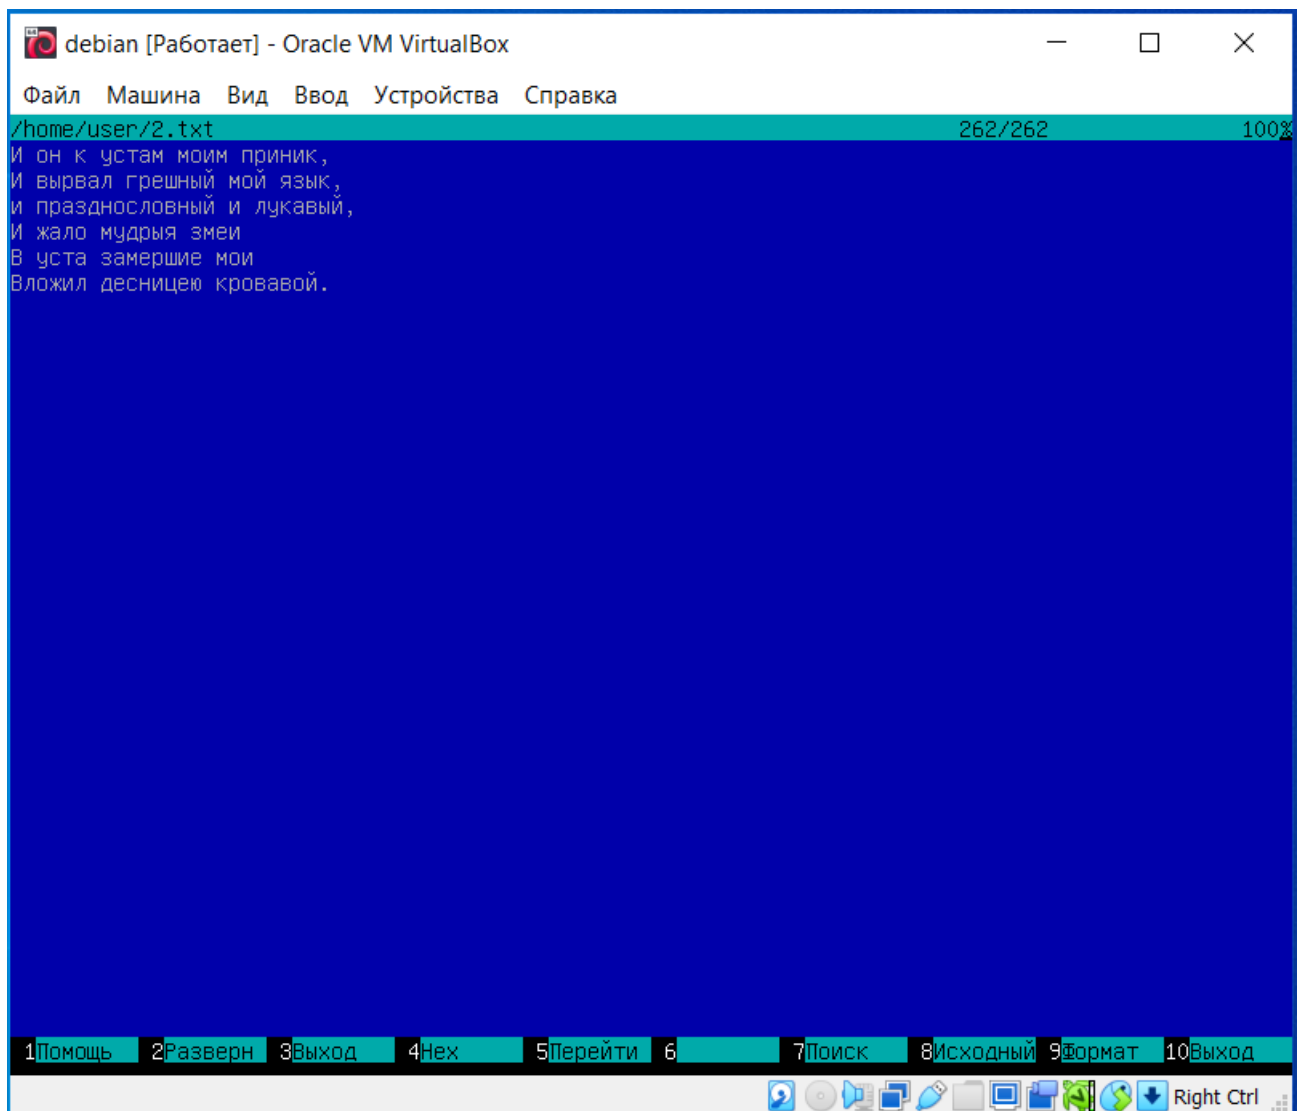 debian [Работает] - Oracle VM VirtualBox
Файл Машина Вид Ввод Устройства Справка
/home/user/2.txt 262/262 100%
И он к устам моим приник,
И вырвал грешный мой язык,
и празднословный и лукавый,
И жало мудрыя змеи
В уста замершие мои
Вложил десницею кровавой.
1Помощь 2Разверн 3Выход 4Hex 5Перейти 6 7Поиск 8Исходный 9Формат 10Выход
Right Ctrl